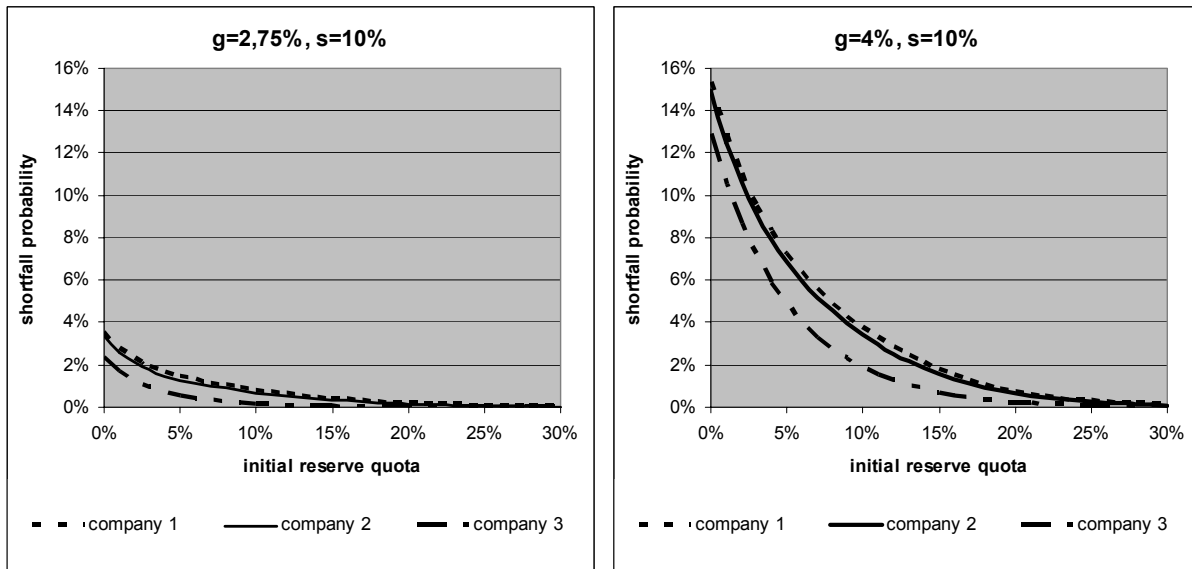 g=2,75%, s=10%
16%
14%
12%
10%
8%
6%
4%
2%
0%
shortfall probability
0% 5% 10% 15% 20% 25% 30%
initial reserve quota
company 1 company 2 company 3
g=4%, s=10%
16%
14%
12%
10%
8%
6%
4%
2%
0%
shortfall probability
0% 5% 10% 15% 20% 25% 30%
initial reserve quota
company 1 company 2 company 3